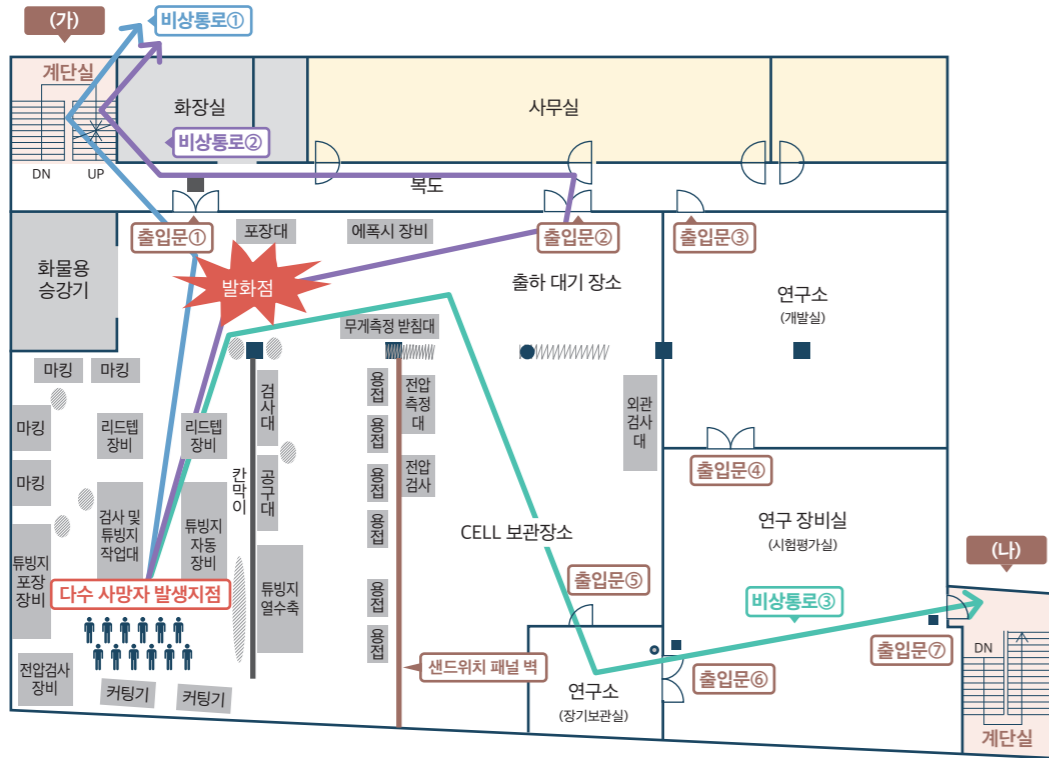 (가)
비상통로①
계단실
화장실
사무실
비상통로②
DN
UP
복도
출입문①
포장대
에폭시 장비
출입문②
출입문③
화물용
승강기
발화점
출하 대기 장소
연구소
(개발실)
무게측정 받침대
마킹
마킹
마킹
리드텝
장비
리드텝
장비
검사대
용접
전압
측정
대
외관
검사
대
용접
마킹
칸막이
공구대
용접
전압
검사
출입문④
검사 및
튜빙지
작업대
튜빙지
자동
장비
용접
CELL 보관장소
연구 장비실
(시험평가실)
(나)
튜빙지
포장
장비
튜빙지
열수축
용접
출입문⑤
비상통로③
다수 사망자 발생지점
용접
출입문⑦
DN
전압검사
장비
커팅기
커팅기
샌드위치 패널 벽
연구소
(장기보관실)
출입문⑥
계단실